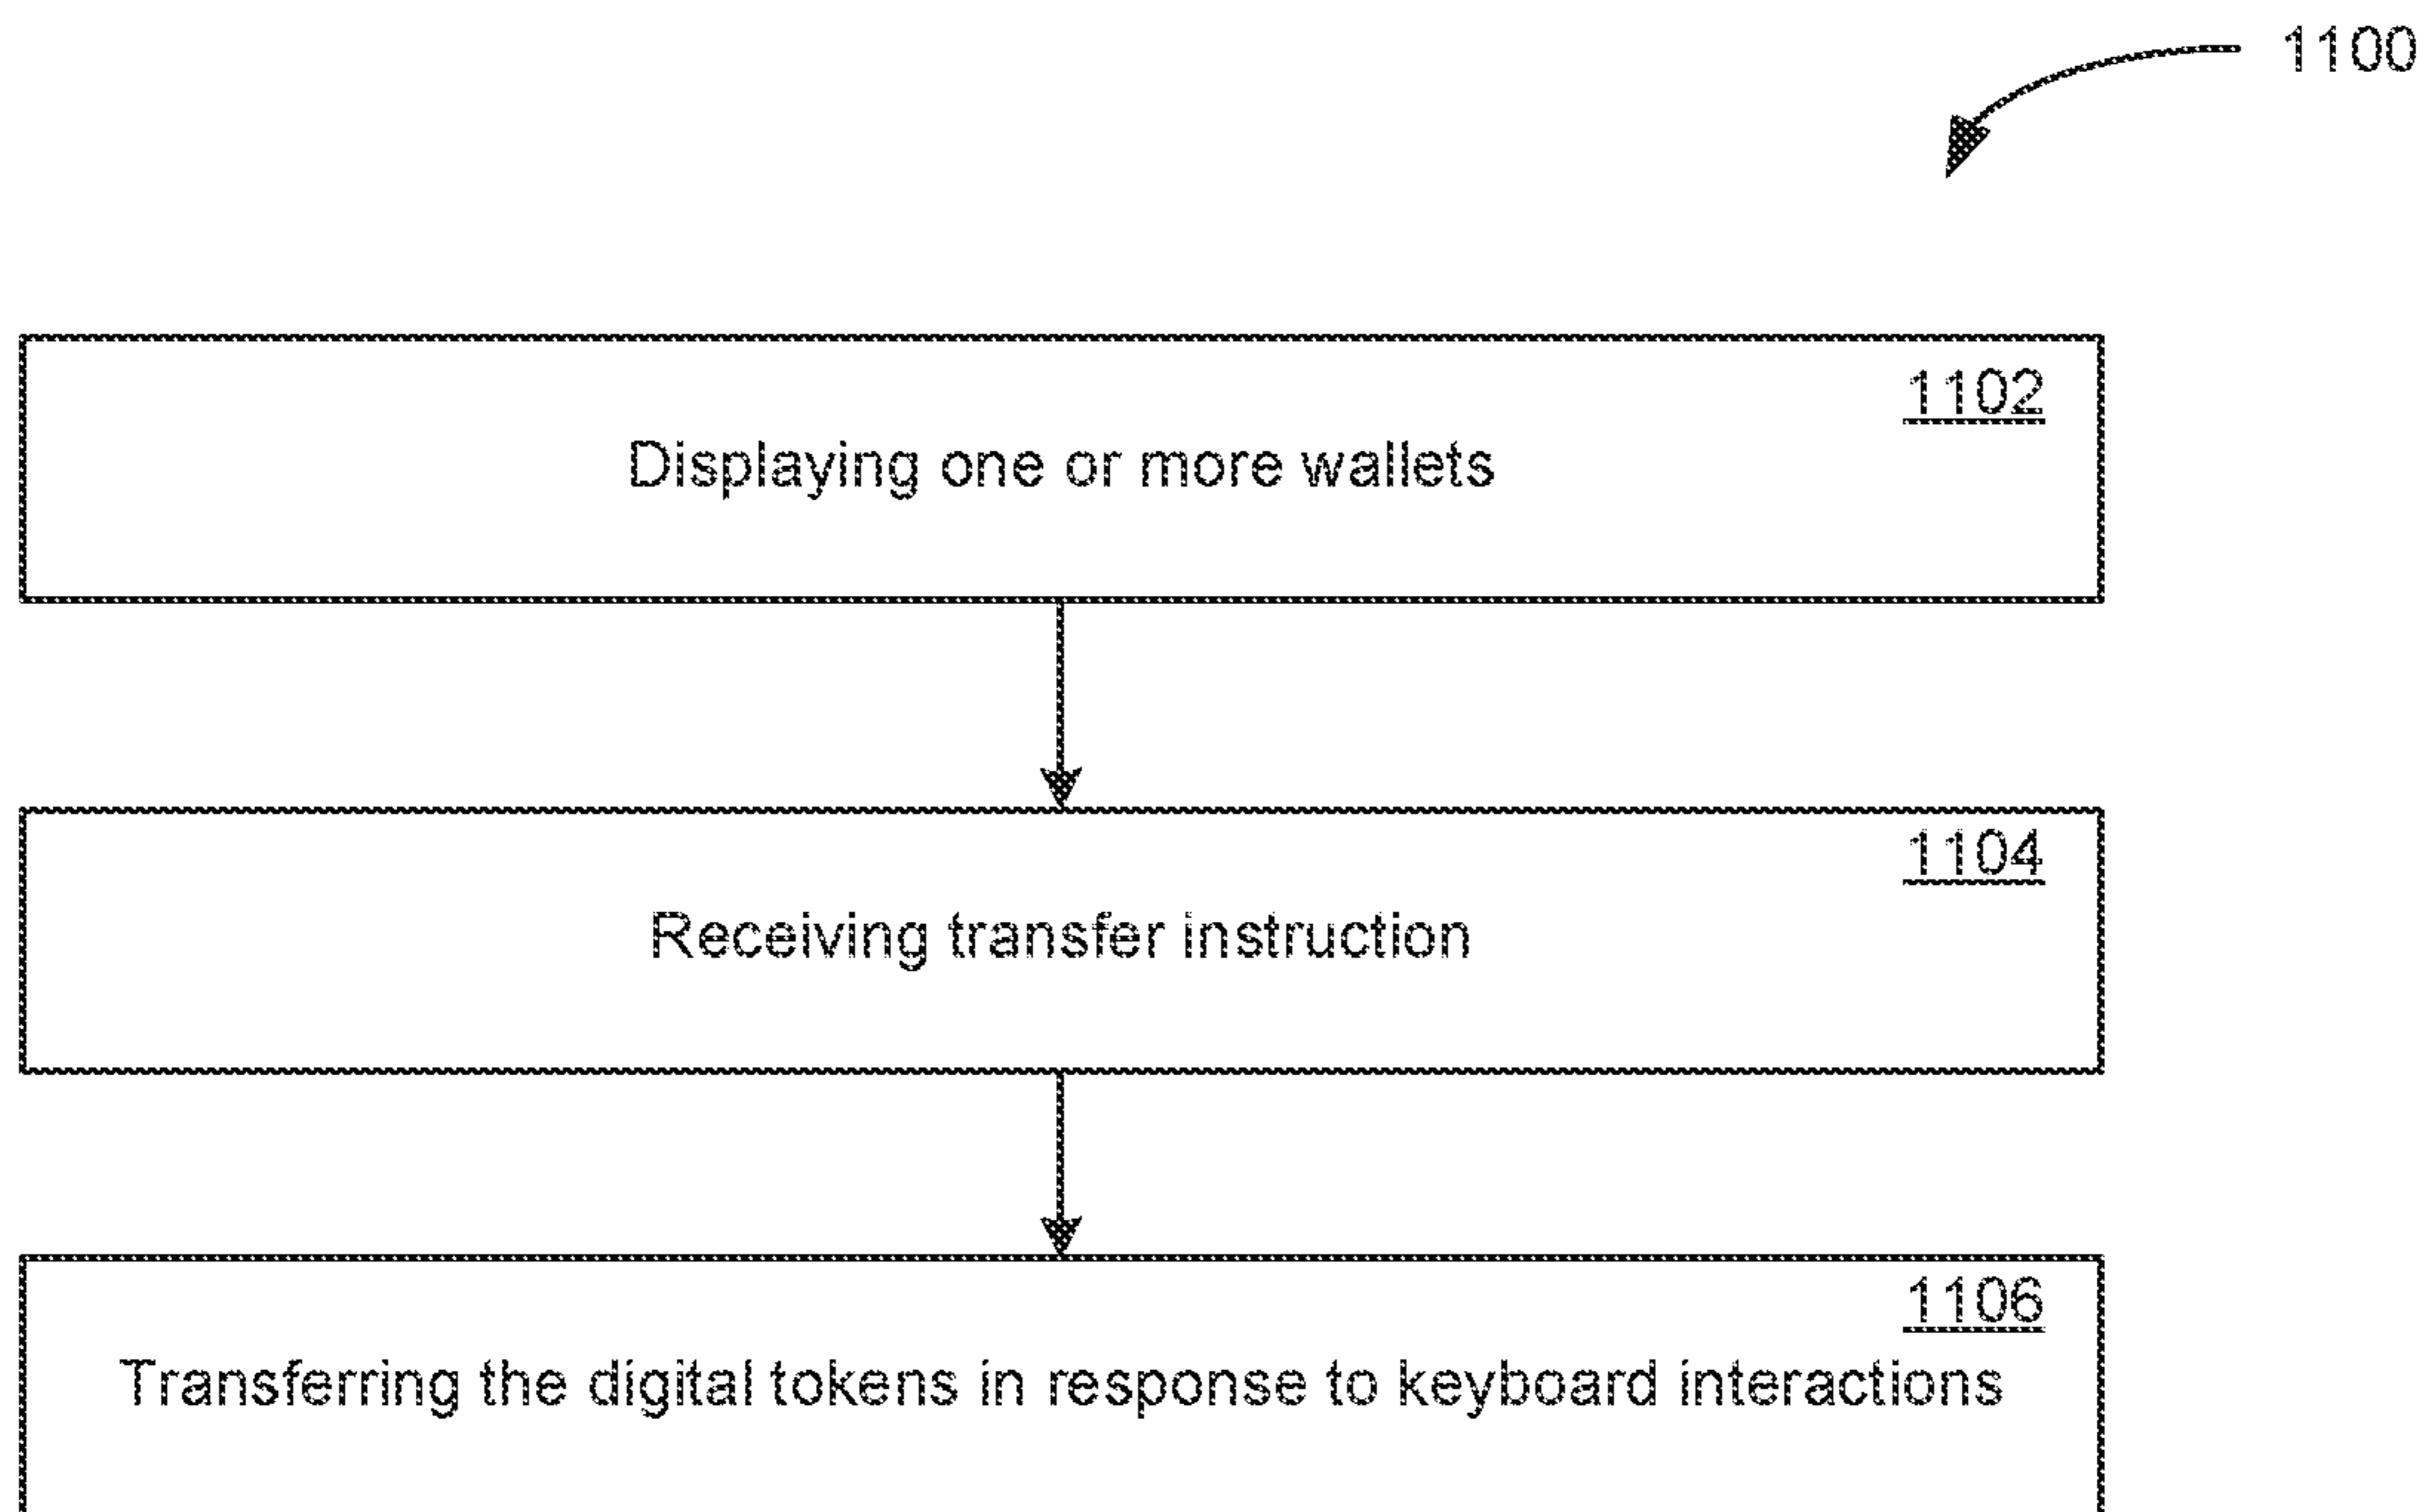 1100
1102
Displaying one or more wallets
1104
Receiving transfer instruction
1106
Transferring the digital tokens in response to keyboard interactions